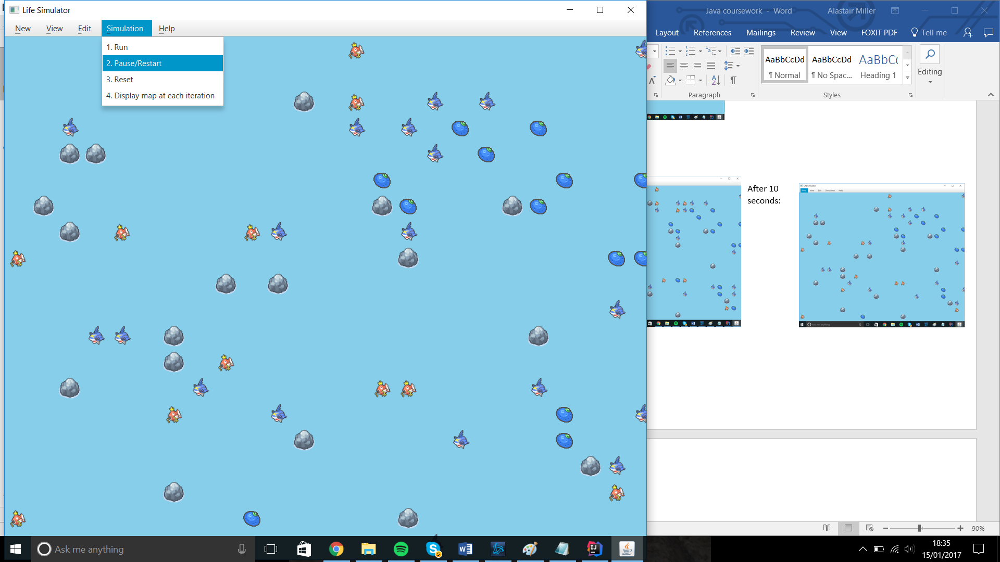 Life Simulator
New View Edit Simulation Help
1. Run
2. Pause/Restart
3. Reset
4. Display map at each iteration
Java coursework - Word
Alastair Miller
Layout References Mailings Review View FOXIT PDF Tell me
AaBbCcDd AaBbCcDd AaBbCc
¶ Normal ¶ No Spac... Heading 1
Editing
Paragraph
Styles
After 10
seconds:
90%
Ask me anything
5
18:35
15/01/2017